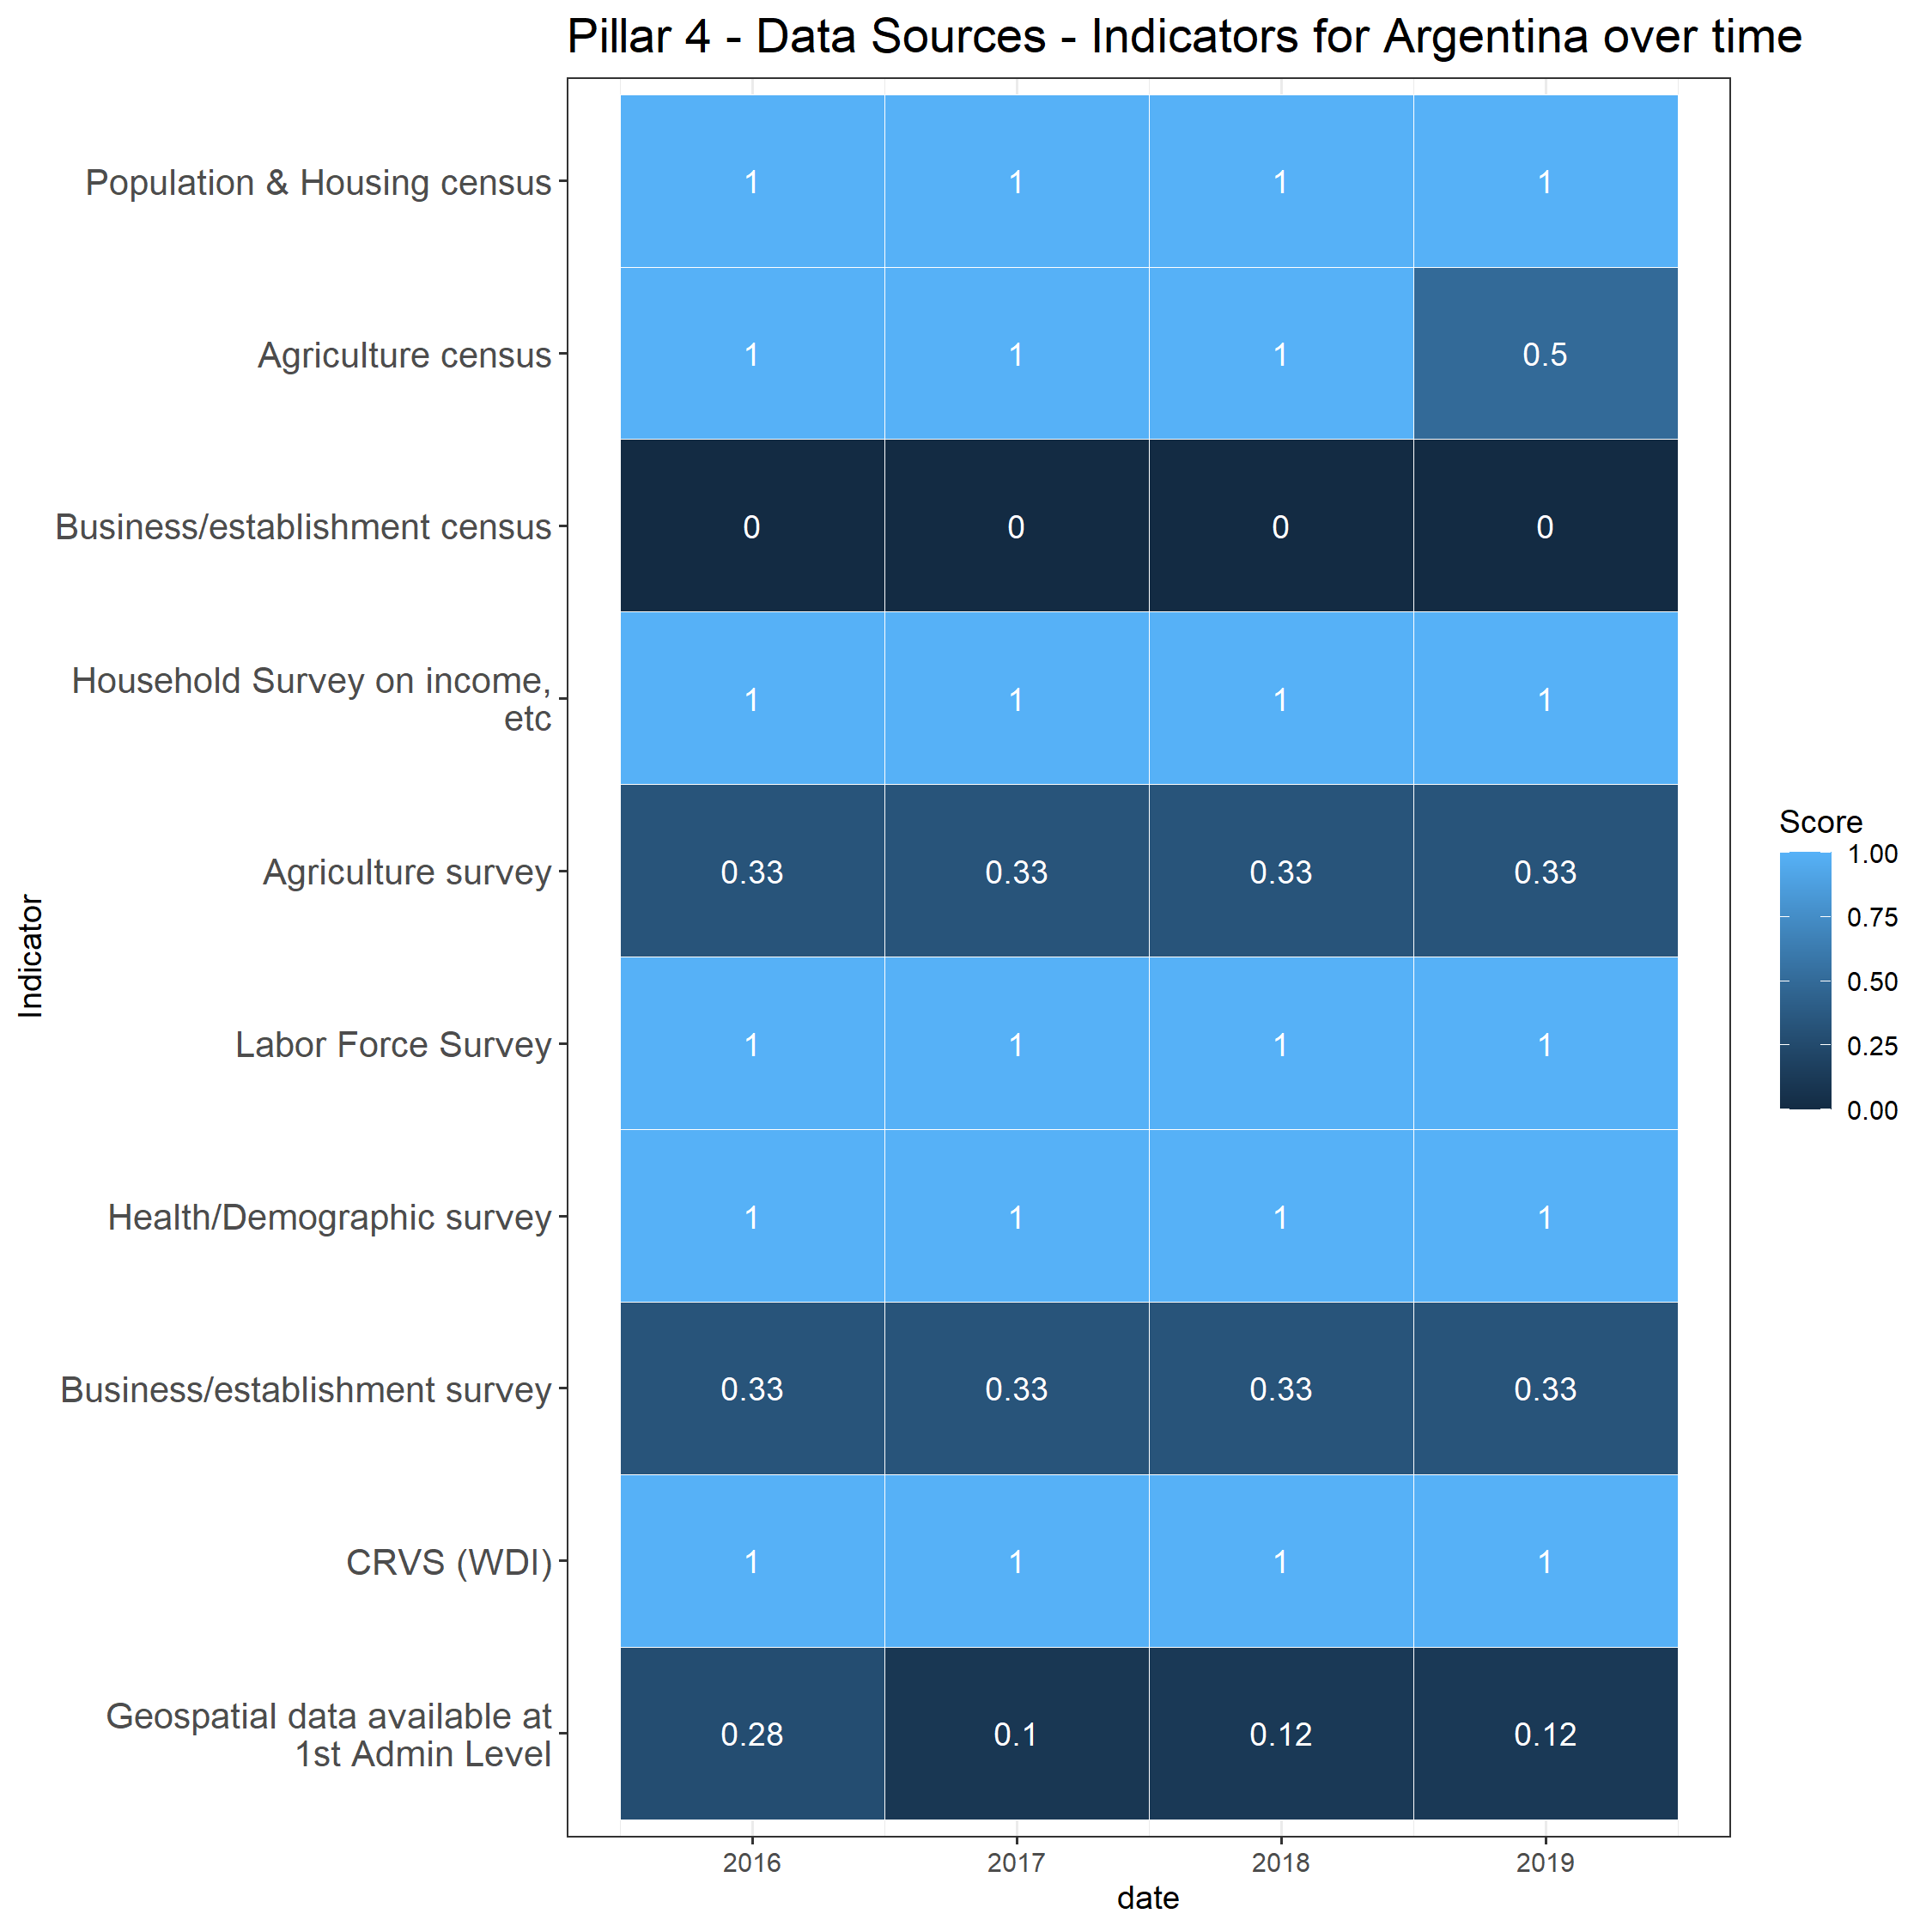 Pillar 4 - Data Sources - Indicators for Argentina over time
Indicator
Population & Housing census
1 1 1 1
Agriculture census
1 1 1 0.5
Business/establishment census
0 0 0 0
Household Survey on income,
etc
1 1 1 1
Agriculture survey
0.33 0.33 0.33 0.33
Labor Force Survey
1 1 1 1
Health/Demographic survey
1 1 1 1
Business/establishment survey
0.33 0.33 0.33 0.33
CRVS (WDI)
1 1 1 1
Geospatial data available at
1st Admin Level
0.28 0.1 0.12 0.12
2016 2017 2018 2019
date
Score
1.00
0.75
0.50
0.25
0.00